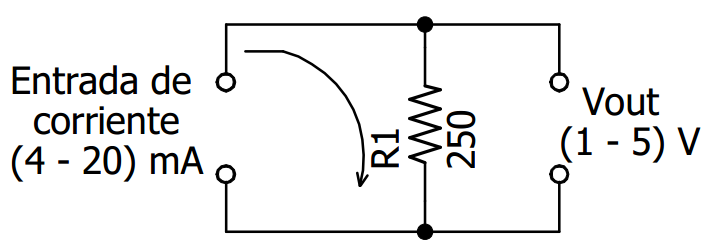 Entrada de
corriente
(4 - 20) mA
R1
250
Vout
(1 - 5) V